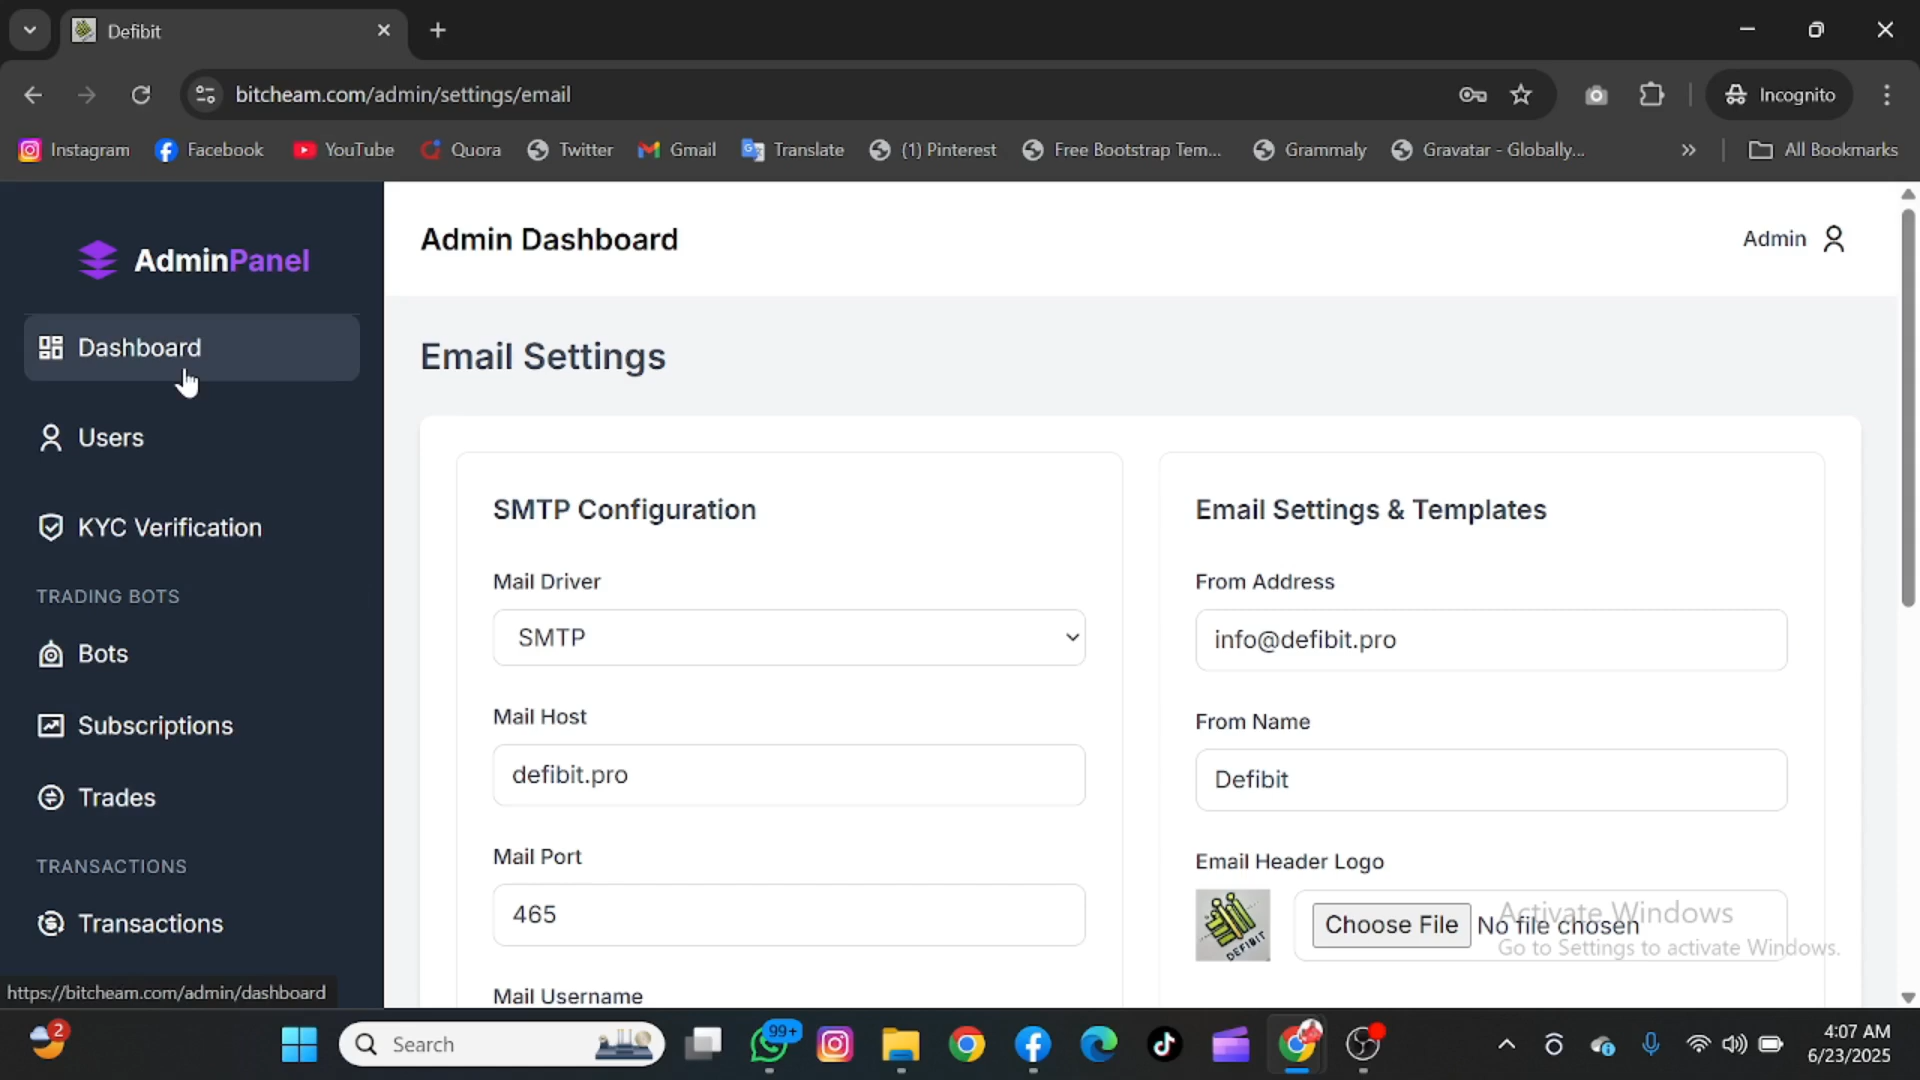 Defibit
bitcheam.com/admin/settings/email
Incognito
Instagram
Facebook
YouTube
Quora
Twitter
Gmail
Translate
(1) Pinterest
Free Bootstrap Tem...
Grammaly
Gravatar - Globally...
All Bookmarks
AdminPanel
Admin Dashboard
Admin
Dashboard
Email Settings
Users
KYC Verification
SMTP Configuration
Email Settings & Templates
Mail Driver
From Address
TRADING BOTS
SMTP
info@defibit.pro
Bots
Mail Host
From Name
Subscriptions
defibit.pro
Defibit
Trades
Mail Port
Email Header Logo
TRANSACTIONS
465
DEFIBIT
Choose File
No file chosen
Transactions
Activate Windows
Go to Settings to activate Windows.
https://bitcheam.com/admin/dashboard
Mail Username
2
Search
99+
4:07 AM
6/23/2025